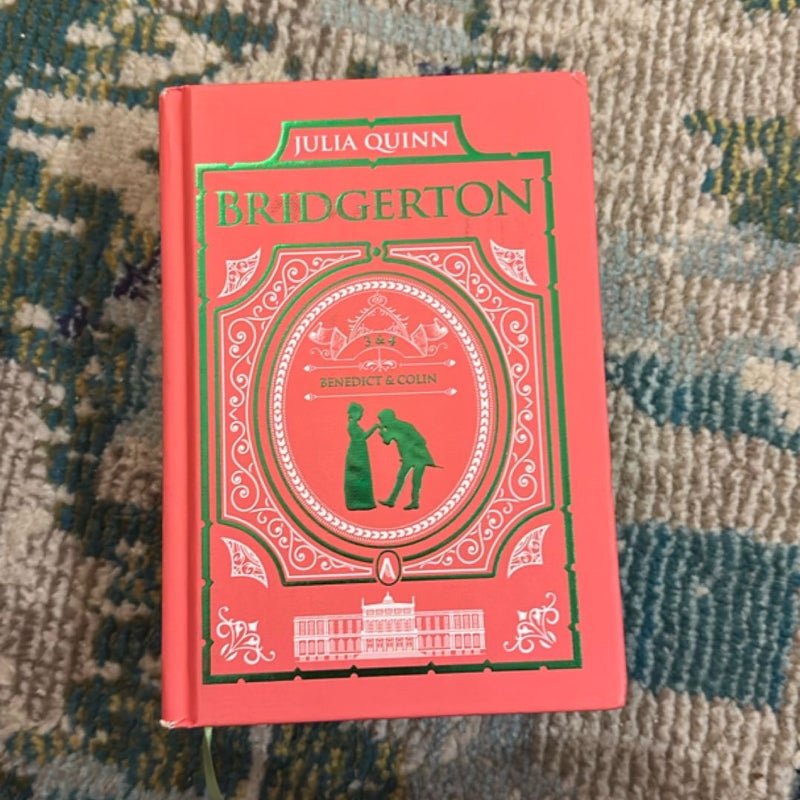 JULIA QUINN
BRIDGERTON
3 & 4
BENEDICT & COLIN
A